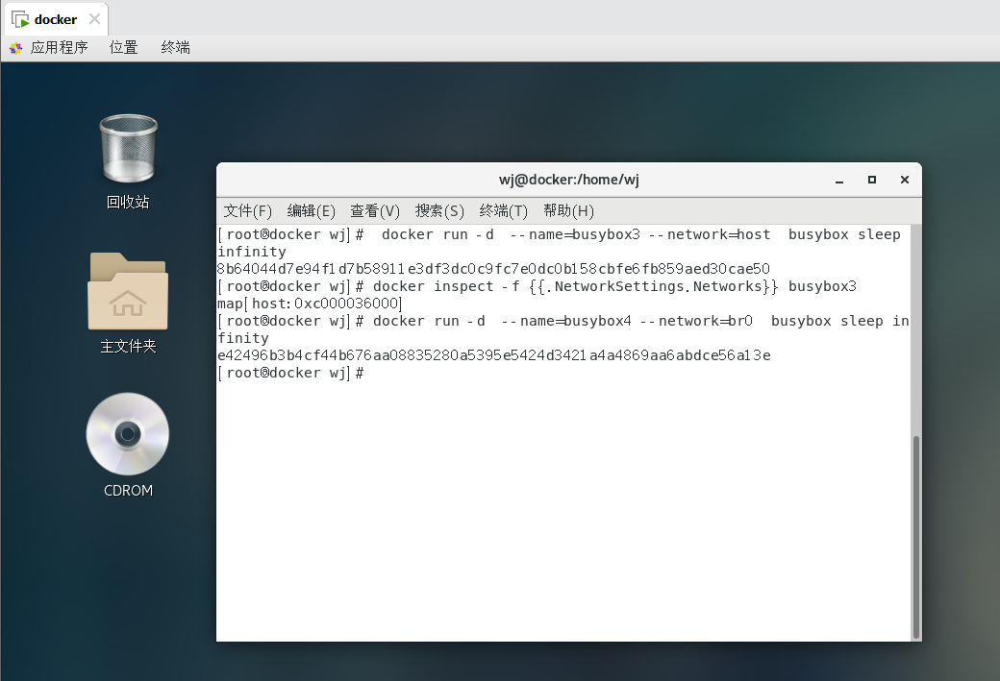 docker
应用程序 位置 终端
回收站
主文件夹
CDROM
wj@docker:/home/wj
文件(F) 编辑(E) 查看(V) 搜索(S) 终端(T) 帮助(H)
[root@docker wj]#  docker run -d  --name=busybox3 --network=host  busybox sleep
infinity
8b64044d7e94f1d7b58911e3df3dc0c9fc7e0dc0b158cbfe6fb859aed30cae50
[root@docker wj]# docker inspect -f {{.NetworkSettings.Networks}} busybox3
map[host:0xc000036000]
[root@docker wj]# docker run -d  --name=busybox4 --network=br0  busybox sleep in
finity
e42496b3b4cf44b676aa08835280a5395e5424d3421a4a4869aa6abdce56a13e
[root@docker wj]#